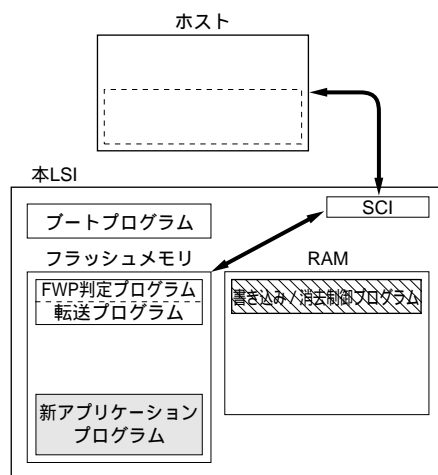 ホスト
本LSI
SCI
ブートプログラム
フラッシュメモリ
RAM
FWP判定プログラム
転送プログラム
書き込み/消去制御プログラム
新アプリケーション
プログラム